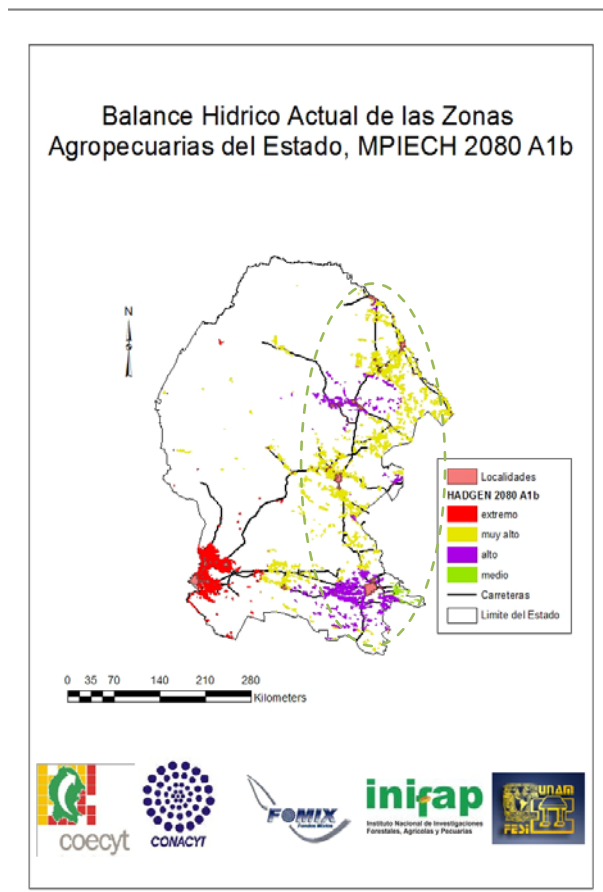 Balance Hidrico Actual de las Zonas
Agropecuarias del Estado, MPIECH 2080 A1b
N
Localidades
HADGEN 2080 A1b
extremo
muy alto
alto
medio
Carreteras
Limite del Estado
0 35 70 140 210 280
Kilometers
coecyt
CONACYT
FOMIX
Fondos Mixtos
inifap
Instituto Nacional de Investigaciones
Forestales, Agrícolas y Pecuarias
UNAM
FESI